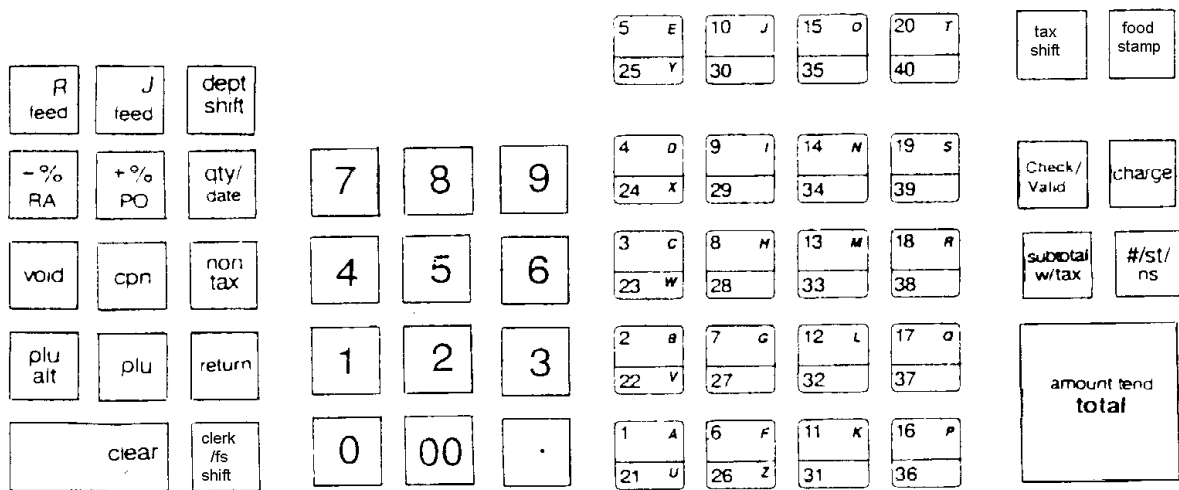 R
feed
J
feed
dept
shift
-%
RA
+%
PO
qty/
date
void
cpn
non
tax
plu
alt
plu
return
clear
clerk
/fs
shift
7
8
9
4
5
6
1
2
3
0
00
.
5 E
25 Y
10 J
30
15 O
35
20 T
40
4 D
24 X
9 I
29
14 N
34
19 S
39
3 C
23 W
8 H
28
13 M
33
18 R
38
2 B
22 V
7 G
27
12 L
32
17 Q
37
1 A
21 U
6 F
26 Z
11 K
31
16 P
36
tax
shift
food
stamp
Check/
Valid
charge
subtotal
w/tax
#/st/
ns
amount tend
total